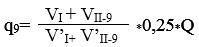 q₉= (V_I + V_II-9) / (V'_I+ V'_II-9) *0,25*Q